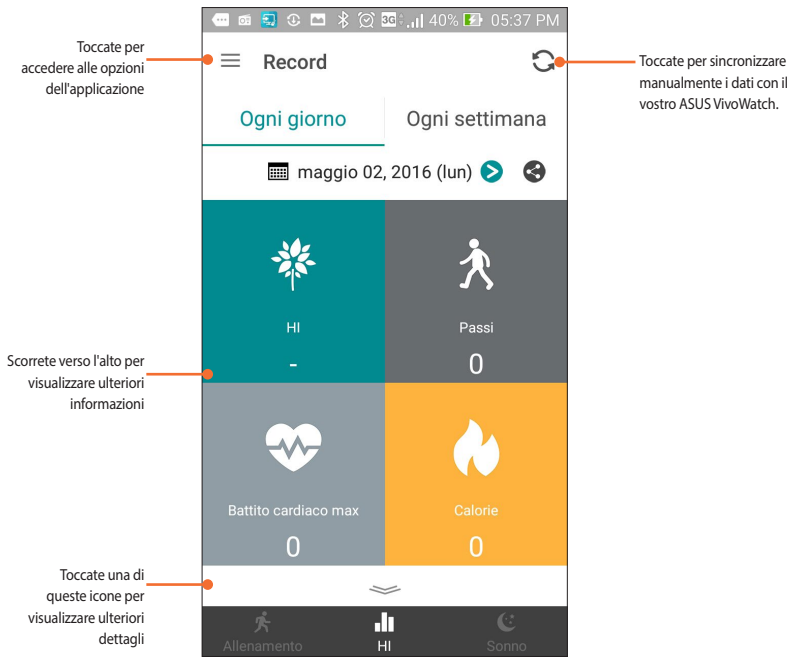 3G 40% 05:37 PM
Toccate per
accedere alle opzioni
dell'applicazione
Record
Toccate per sincronizzare
manualmente i dati con il
vostro ASUS VivoWatch.
Ogni giorno Ogni settimana
maggio 02, 2016 (lun)
HI
-
Passi
0
Scorrete verso l'alto per
visualizzare ulteriori
informazioni
Battito cardiaco max
0
Calorie
0
Toccate una di
queste icone per
visualizzare ulteriori
dettagli
Allenamento HI Sonno